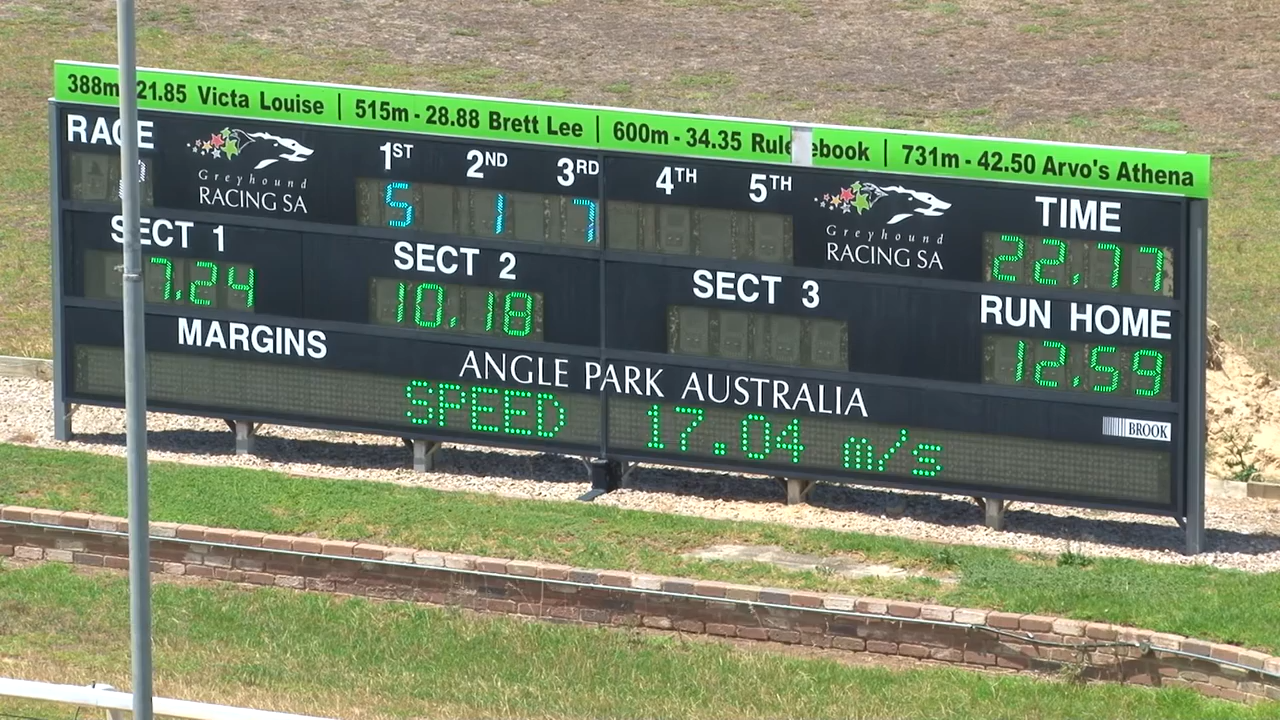 388m 21.85 Victa Louise | 515m - 28.88 Brett Lee | 600m - 34.35 Rule ebook | 731m - 42.50 Arvo's Athena
RACE
Greyhound
RACING SA
1ST 2ND 3RD 4TH 5TH
5 1 7
Greyhound
RACING SA
TIME
22.77
SECT 1
7.24
SECT 2
10.18
SECT 3
RUN HOME
12.59
MARGINS
ANGLE PARK AUSTRALIA
BROOK
SPEED 17.04 m/s